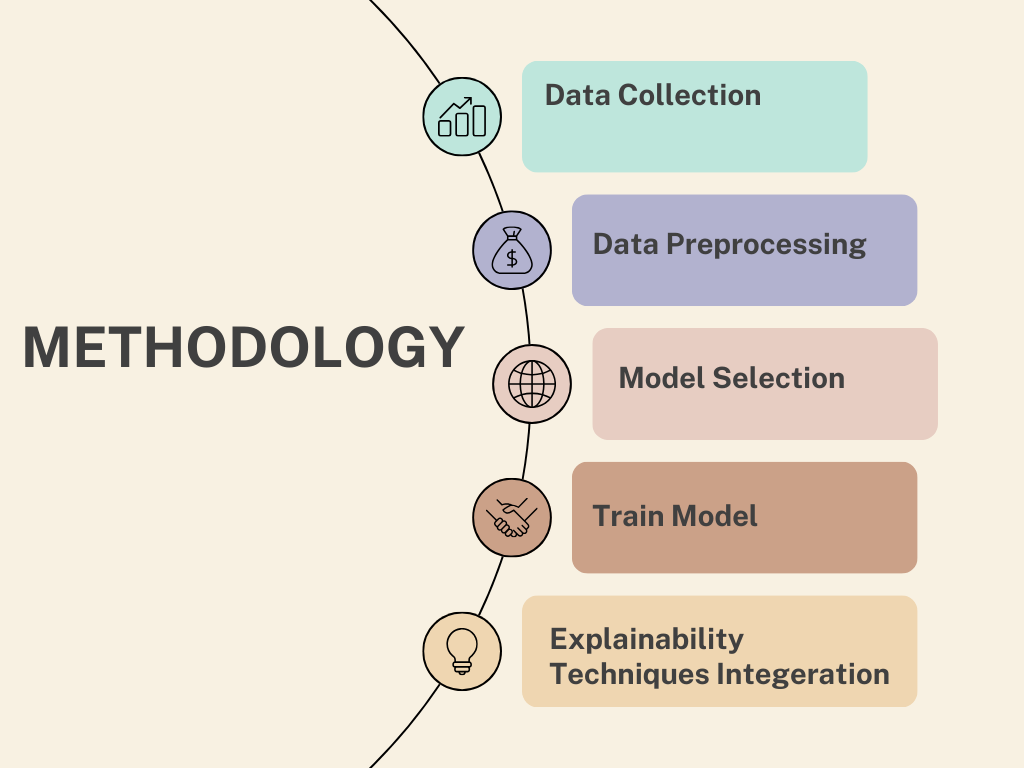 METHODOLOGY
Data Collection
Data Preprocessing
$
Model Selection
Train Model
Explainability
Techniques Integeration